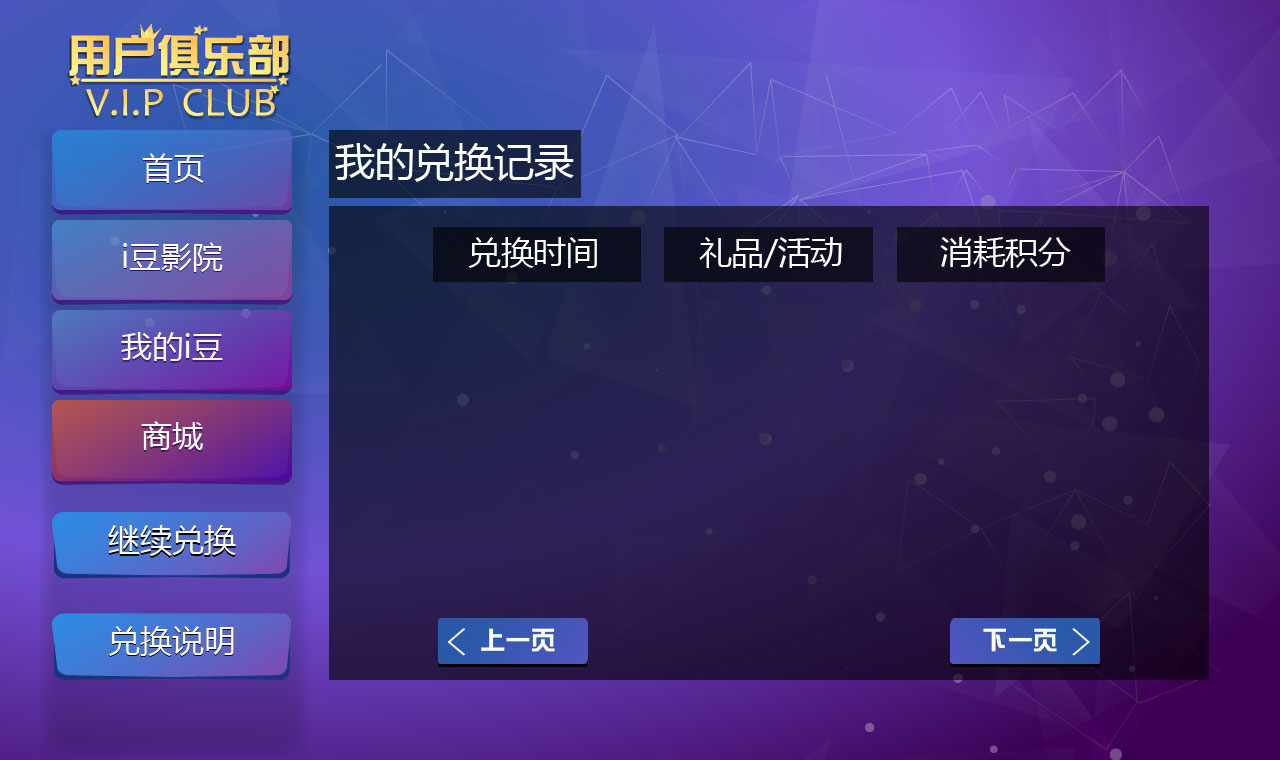 用户俱乐部
V.I.P CLUB
首页
i豆影院
我的i豆
商城
继续兑换
兑换说明
我的兑换记录
兑换时间 礼品/活动 消耗积分
上一页 下一页